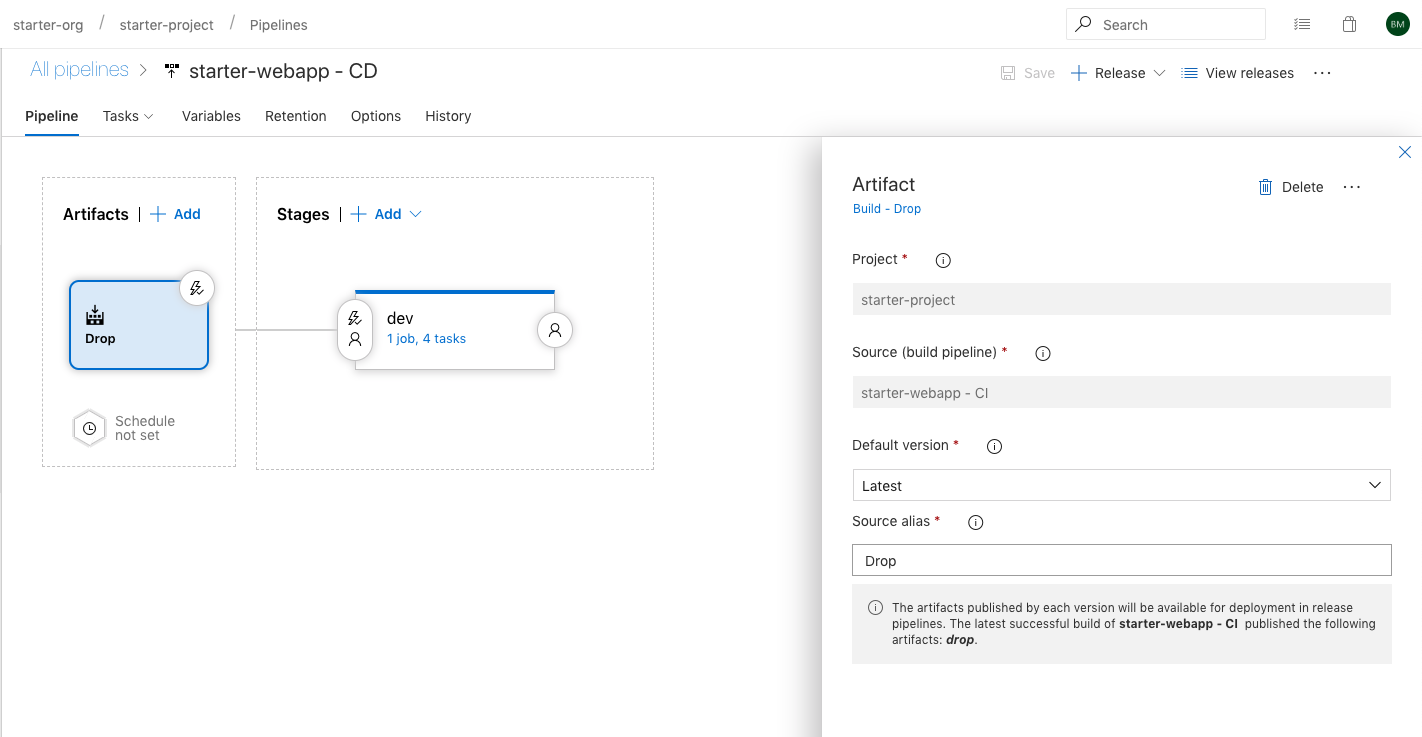 starter-org / starter-project / Pipelines
Search
BM
All pipelines > starter-webapp - CD
Save
Release
View releases
...
Pipeline
Tasks
Variables
Retention
Options
History
Artifacts | + Add
Drop
Schedule
not set
Stages | + Add
dev
1 job, 4 tasks
Artifact
Delete
...
Build - Drop
Project *
starter-project
Source (build pipeline) *
starter-webapp - CI
Default version *
Latest
Source alias *
Drop
The artifacts published by each version will be available for deployment in release
pipelines. The latest successful build of starter-webapp - CI published the following
artifacts: drop.